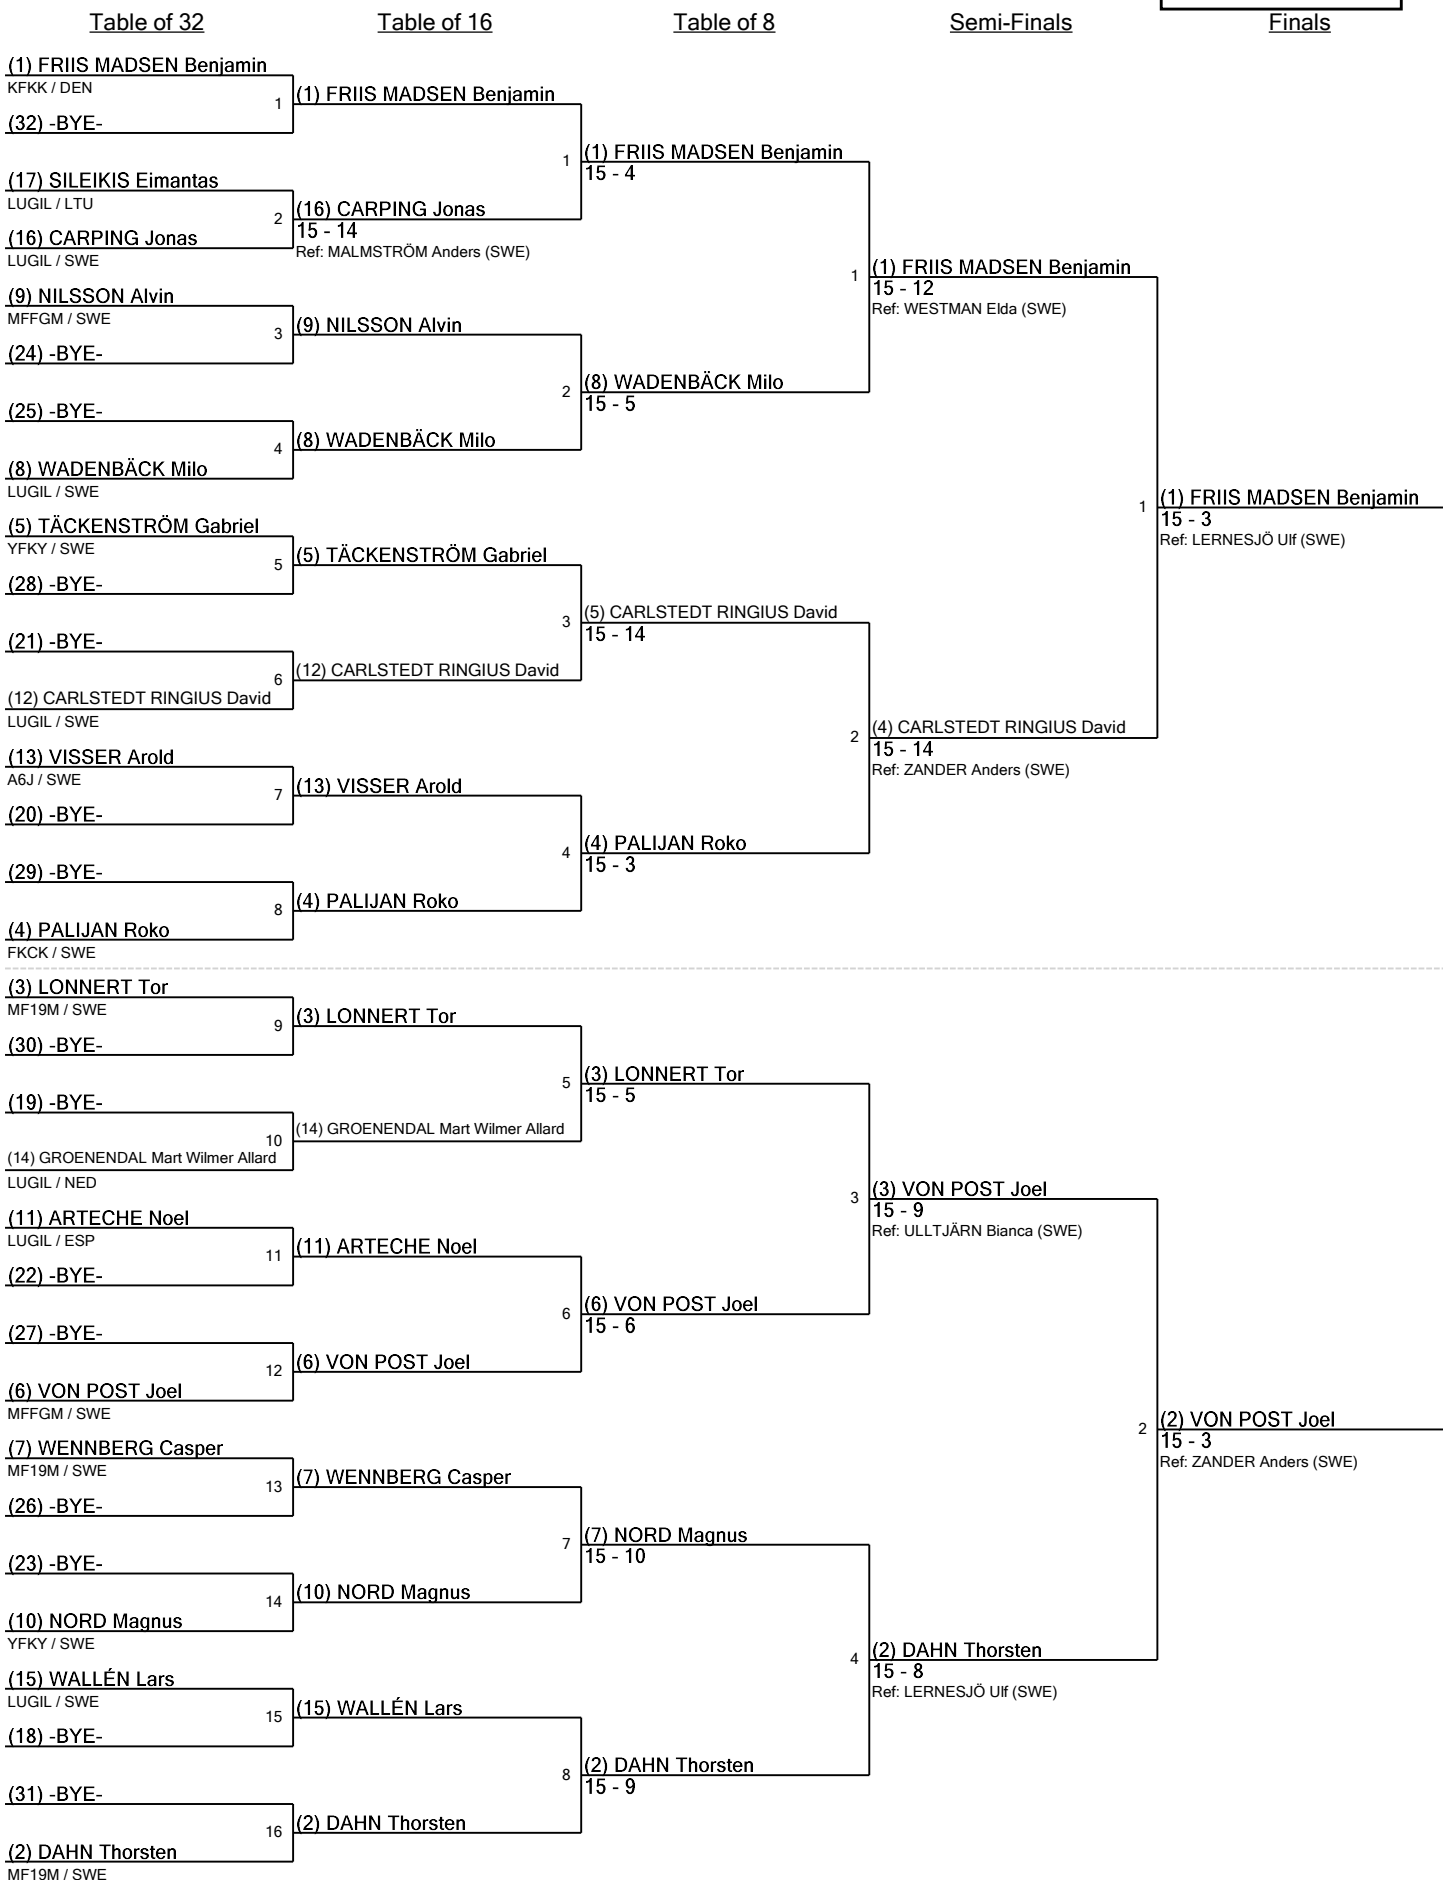 Table of 32
Table of 16
Table of 8
Semi-Finals
Finals
(1) FRIIS MADSEN Benjamin
KFKK / DEN
1
(32) -BYE-
(17) SILEIKIS Eimantas
LUGIL / LTU
2
(16) CARPING Jonas
LUGIL / SWE
(9) NILSSON Alvin
MFFGM / SWE
3
(24) -BYE-
(25) -BYE-
4
(8) WADENBÄCK Milo
LUGIL / SWE
(5) TÄCKENSTRÖM Gabriel
YFKY / SWE
5
(28) -BYE-
(21) -BYE-
6
(12) CARLSTEDT RINGIUS David
LUGIL / SWE
(13) VISSER Arold
A6J / SWE
7
(20) -BYE-
(29) -BYE-
8
(4) PALIJAN Roko
FKCK / SWE
(3) LONNERT Tor
MF19M / SWE
9
(30) -BYE-
(19) -BYE-
10
(14) GROENENDAL Mart Wilmer Allard
LUGIL / NED
(11) ARTECHE Noel
LUGIL / ESP
11
(22) -BYE-
(27) -BYE-
12
(6) VON POST Joel
MFFGM / SWE
(7) WENNBERG Casper
MF19M / SWE
13
(26) -BYE-
(23) -BYE-
14
(10) NORD Magnus
YFKY / SWE
(15) WALLÉN Lars
LUGIL / SWE
15
(18) -BYE-
(31) -BYE-
16
(2) DAHN Thorsten
MF19M / SWE
(1) FRIIS MADSEN Benjamin
1
(16) CARPING Jonas
15 - 14
Ref: MALMSTRÖM Anders (SWE)
(9) NILSSON Alvin
2
(8) WADENBÄCK Milo
(5) TÄCKENSTRÖM Gabriel
3
(12) CARLSTEDT RINGIUS David
(13) VISSER Arold
4
(4) PALIJAN Roko
(3) LONNERT Tor
5
(14) GROENENDAL Mart Wilmer Allard
(11) ARTECHE Noel
6
(6) VON POST Joel
(7) WENNBERG Casper
7
(10) NORD Magnus
(15) WALLÉN Lars
8
(2) DAHN Thorsten
(1) FRIIS MADSEN Benjamin
15 - 4
1
(8) WADENBÄCK Milo
15 - 5
(5) CARLSTEDT RINGIUS David
15 - 14
2
(4) PALIJAN Roko
15 - 3
(3) LONNERT Tor
15 - 5
3
(6) VON POST Joel
15 - 6
(7) NORD Magnus
15 - 10
4
(2) DAHN Thorsten
15 - 9
(1) FRIIS MADSEN Benjamin
15 - 12
Ref: WESTMAN Elda (SWE)
1
(4) CARLSTEDT RINGIUS David
15 - 14
Ref: ZANDER Anders (SWE)
(3) VON POST Joel
15 - 9
Ref: ULLTJÄRN Bianca (SWE)
2
(2) DAHN Thorsten
15 - 8
Ref: LERNESJÖ Ulf (SWE)
(1) FRIIS MADSEN Benjamin
15 - 3
Ref: LERNESJÖ Ulf (SWE)
(2) VON POST Joel
15 - 3
Ref: ZANDER Anders (SWE)